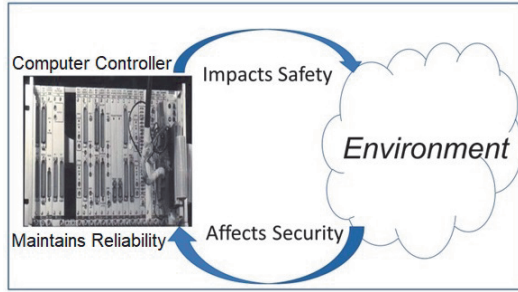 Computer Controller
Impacts Safety
Environment
Maintains Reliability
Affects Security